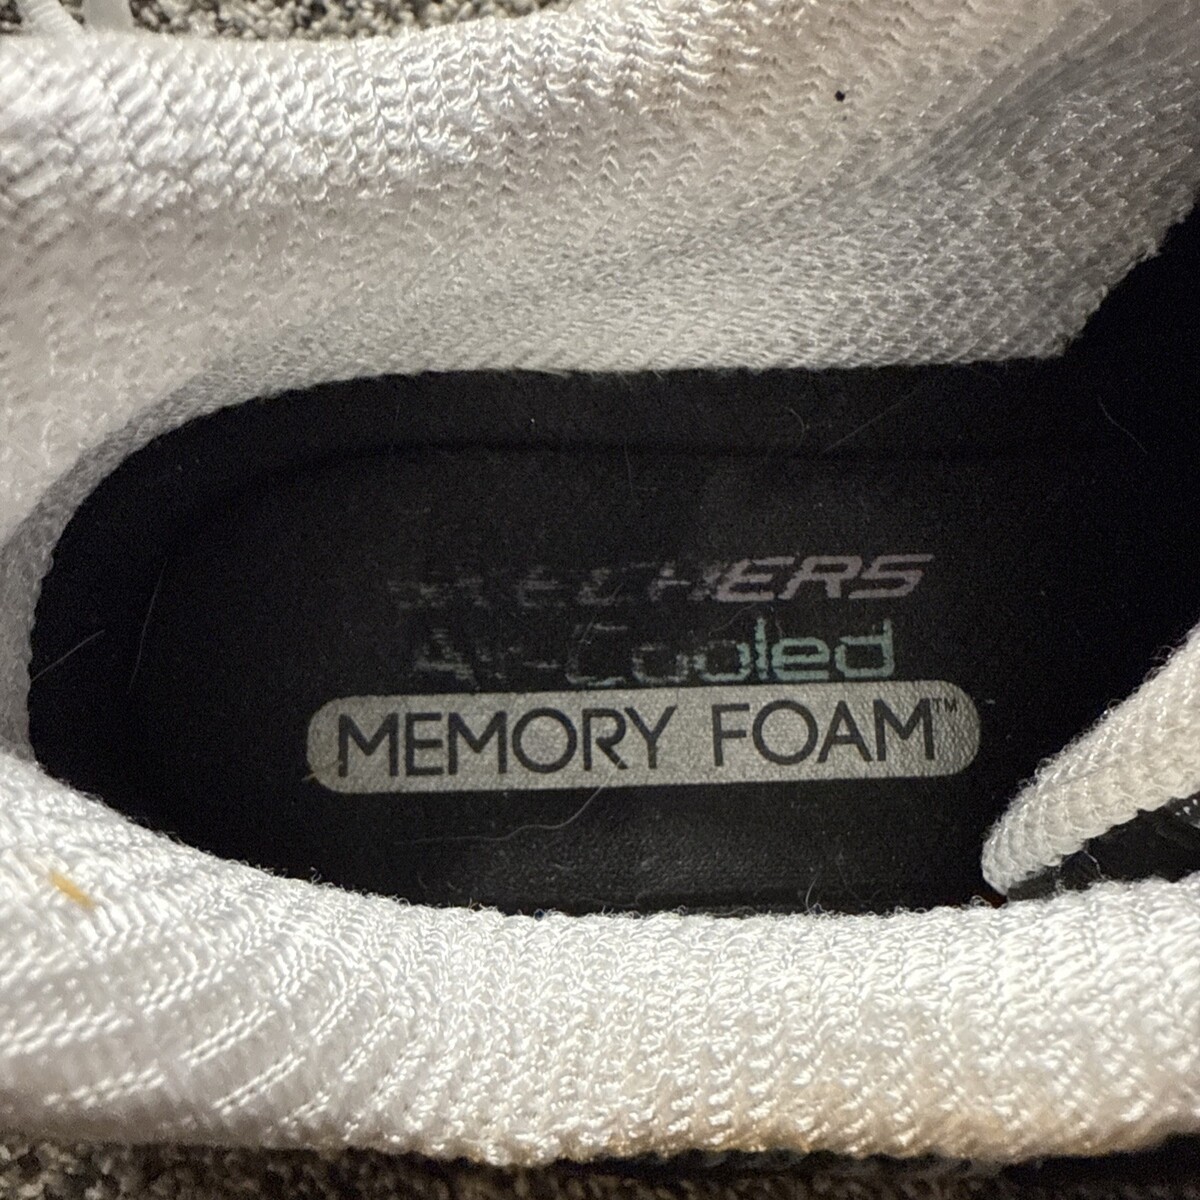 SKECHERS
Air-Cooled
MEMORY FOAM™